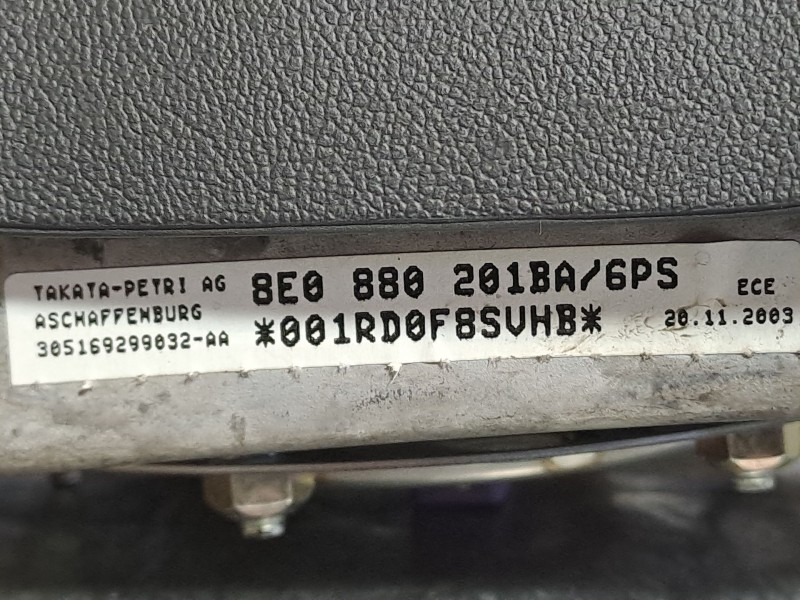 TAKATA-PETRI AG 8E0 880 201BA/6PS ECE
ASCHAFFENBURG *001RD0F8SVHB* 20.11.2003
305169299032-AA